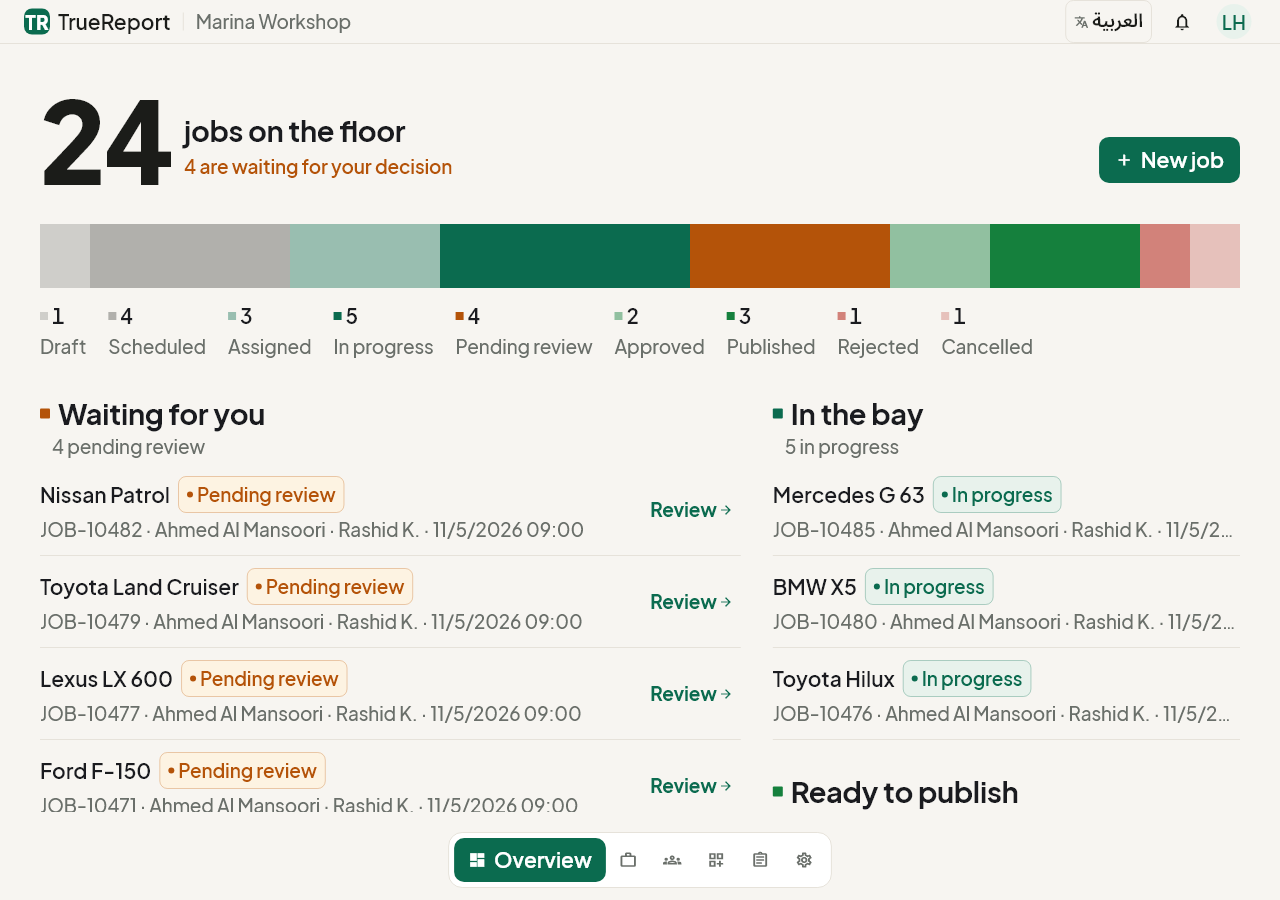 TR TrueReport Marina Workshop العربية LH
24 jobs on the floor
4 are waiting for your decision
+ New job
1 4 3 5 4 2 3 1 1
Draft Scheduled Assigned In progress Pending review Approved Published Rejected Cancelled
Waiting for you
4 pending review
Nissan Patrol • Pending review
JOB-10482 · Ahmed Al Mansoori · Rashid K. · 11/5/2026 09:00
Review →
Toyota Land Cruiser • Pending review
JOB-10479 · Ahmed Al Mansoori · Rashid K. · 11/5/2026 09:00
Review →
Lexus LX 600 • Pending review
JOB-10477 · Ahmed Al Mansoori · Rashid K. · 11/5/2026 09:00
Review →
Ford F-150 • Pending review
JOB-10471 · Ahmed Al Mansoori · Rashid K. · 11/5/2026 09:00
Review →
In the bay
5 in progress
Mercedes G 63 • In progress
JOB-10485 · Ahmed Al Mansoori · Rashid K. · 11/5/2...
BMW X5 • In progress
JOB-10480 · Ahmed Al Mansoori · Rashid K. · 11/5/2...
Toyota Hilux • In progress
JOB-10476 · Ahmed Al Mansoori · Rashid K. · 11/5/2...
Ready to publish
Overview